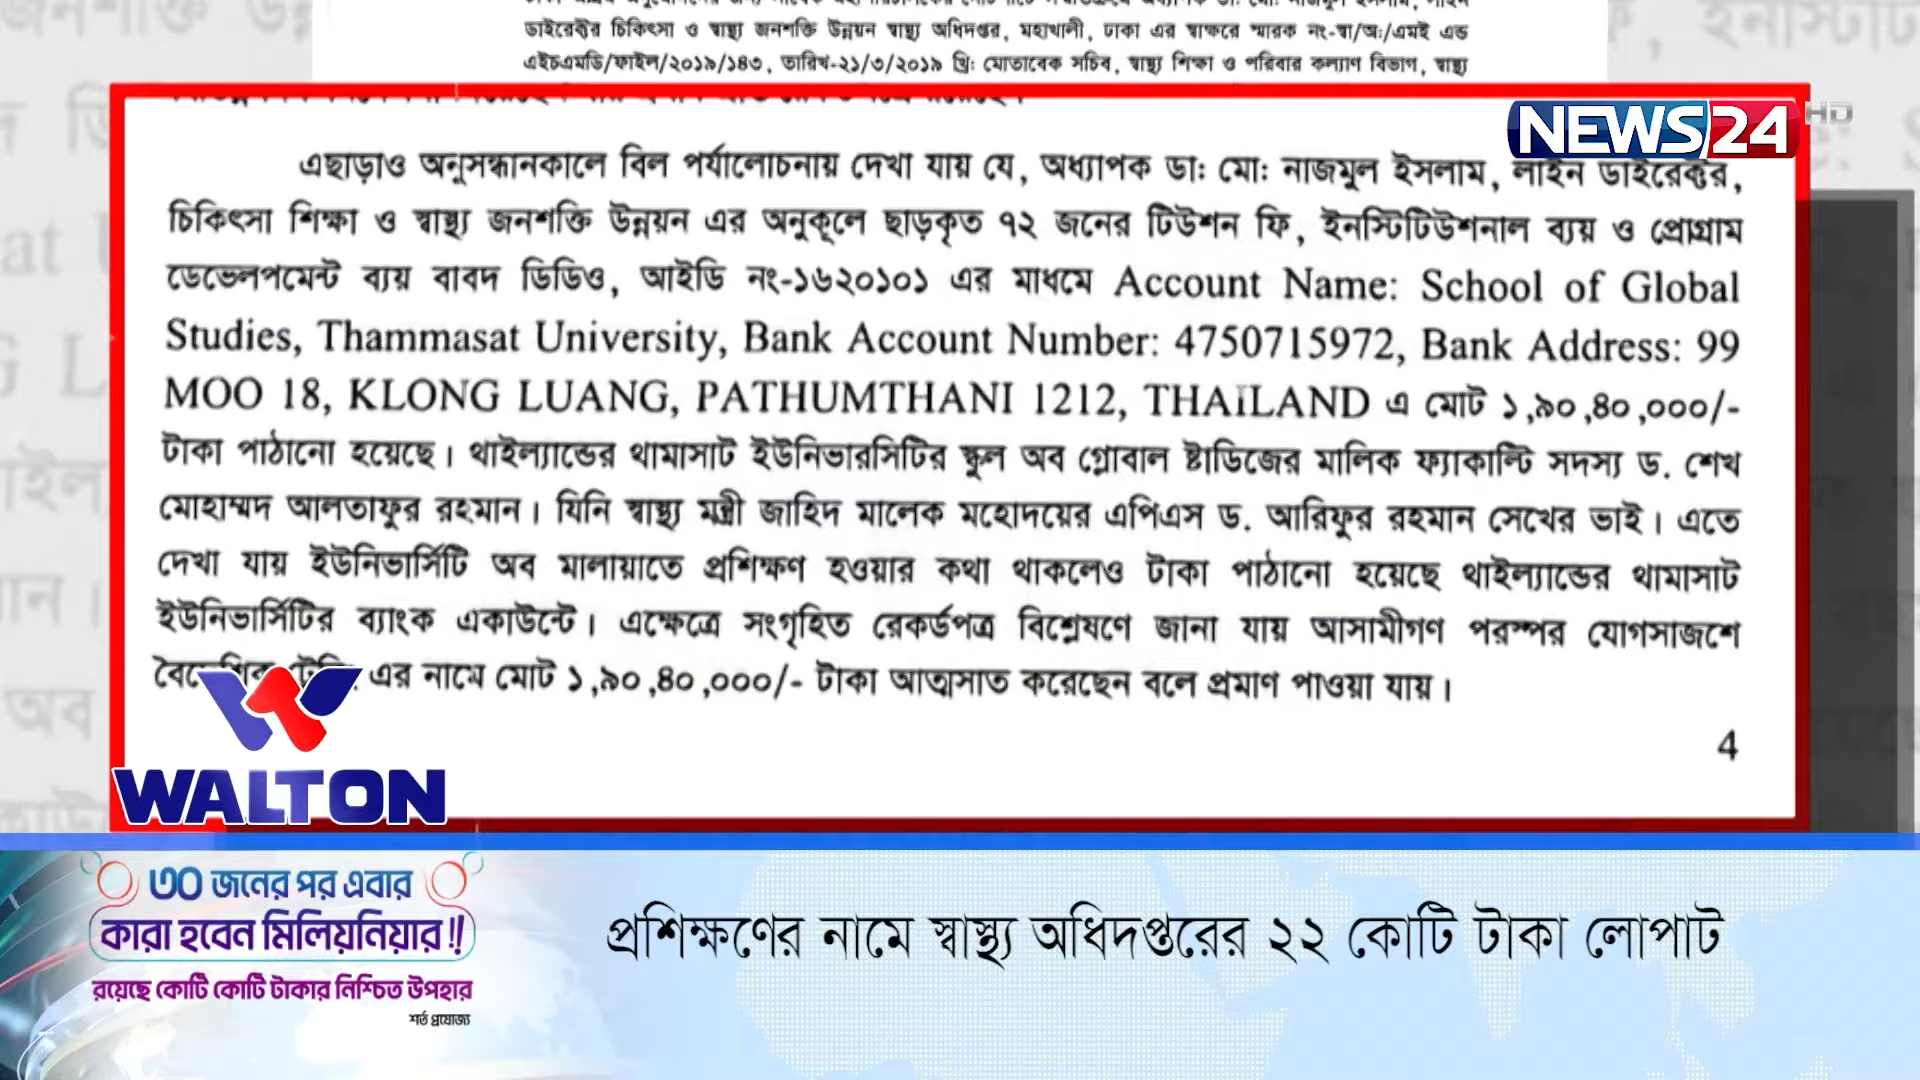 ডাইরেক্টর চিকিৎসা ও স্বাস্থ্য জনশক্তি উন্নয়ন স্বাস্থ্য অধিদপ্তর, মহাখালী, ঢাকা এর স্বাক্ষরে স্মারক নং-স্বা/অ:/এমই এন্ড
এইচএমডি/ফাইল/২০১৯/১৪৩, তারিখ-২১/৩/২০১৯ খ্রি: মোতাবেক সচিব, স্বাস্থ্য শিক্ষা ও পরিবার কল্যাণ বিভাগ, স্বাস্থ্য
NEWS24 HD
এছাড়াও অনুসন্ধানকালে বিল পর্যালোচনায় দেখা যায় যে, অধ্যাপক ডা: মো: নাজমুল ইসলাম, লাইন ডাইরেক্টর,
চিকিৎসা শিক্ষা ও স্বাস্থ্য জনশক্তি উন্নয়ন এর অনুকূলে ছাড়কৃত ৭২ জনের টিউশন ফি, ইনস্টিটিউশনাল ব্যয় ও প্রোগ্রাম
ডেভেলপমেন্ট ব্যয় বাবদ ডিডিও, আইডি নং-১৬২০১০১ এর মাধমে Account Name: School of Global
Studies, Thammasat University, Bank Account Number: 4750715972, Bank Address: 99
MOO 18, KLONG LUANG, PATHUMTHANI 1212, THAILAND এ মোট ১,৯০,৪০,০০০/-
টাকা পাঠানো হয়েছে। থাইল্যান্ডের থামাসাট ইউনিভারসিটির স্কুল অব গ্লোবাল ষ্টাডিজের মালিক ফ্যাকাল্টি সদস্য ড. শেখ
মোহাম্মদ আলতাফুর রহমান। যিনি স্বাস্থ্য মন্ত্রী জাহিদ মালেক মহোদয়ের এপিএস ড. আরিফুর রহমান সেখের ভাই। এতে
দেখা যায় ইউনিভার্সিটি অব মালায়াতে প্রশিক্ষণ হওয়ার কথা থাকলেও টাকা পাঠানো হয়েছে থাইল্যান্ডের থামাসাট
ইউনিভার্সিটির ব্যাংক একাউন্টে। এক্ষেত্রে সংগৃহিত রেকর্ডপত্র বিশ্লেষণে জানা যায় আসামীগণ পরস্পর যোগসাজশে
এর নামে মোট ১,৯০,৪০,০০০/- টাকা আত্মসাত করেছেন বলে প্রমাণ পাওয়া যায়।
4
WALTON
৩০ জনের পর এবার
কারা হবেন মিলিয়নিয়ার!!
রয়েছে কোটি কোটি টাকার নিশ্চিত উপহার
শর্ত প্রযোজ্য
প্রশিক্ষণের নামে স্বাস্থ্য অধিদপ্তরের ২২ কোটি টাকা লোপাট